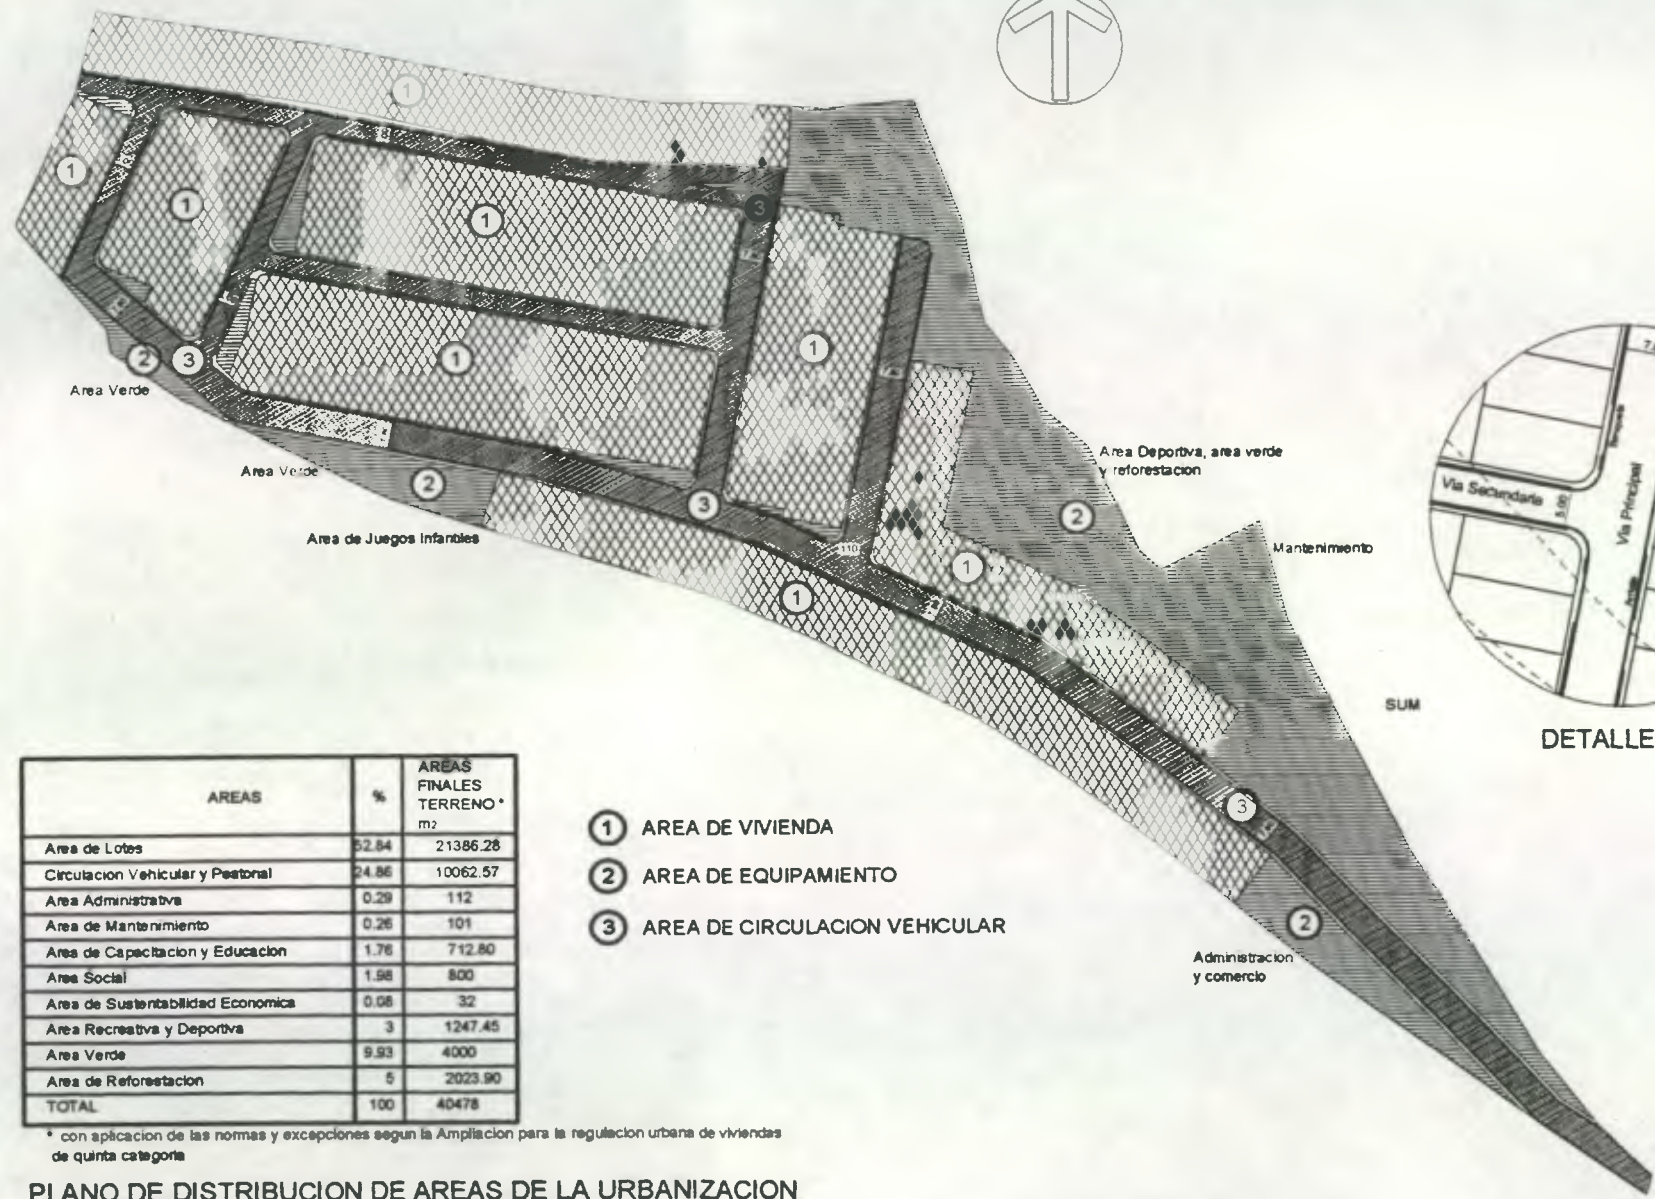 1
1
1
1
3
1
1
2
3
1
Area Verde
Area Verde
2
3
Area de Juegos Infantiles
110
1
1
Area Deportiva, area verde
y reforestacion
2
Mantenimiento
SUM
3
2
Administracion
y comercio
Via Secundaria
5.00
Via Principal
DETALLE
AREAS % AREAS FINALES TERRENO * m2
Area de Lotes 52.84 21386.28
Circulacion Vehicular y Peatonal 24.86 10062.57
Area Administrativa 0.29 112
Area de Mantenimiento 0.26 101
Area de Capacitacion y Educacion 1.76 712.80
Area Social 1.98 800
Area de Sustentabilidad Economica 0.08 32
Area Recreativa y Deportiva 3 1247.45
Area Verde 9.93 4000
Area de Reforestacion 5 2023.90
TOTAL 100 40478
* con aplicacion de las normas y excepciones segun la Ampliacion para la regulacion urbana de viviendas
de quinta categoria
1 AREA DE VIVIENDA
2 AREA DE EQUIPAMIENTO
3 AREA DE CIRCULACION VEHICULAR
PLANO DE DISTRIBUCION DE AREAS DE LA URBANIZACION